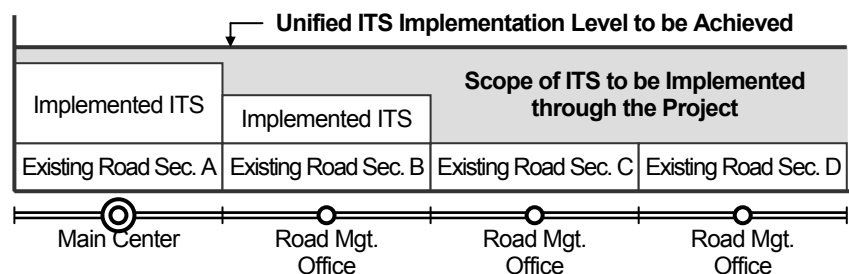 Unified ITS Implementation Level to be Achieved
Scope of ITS to be Implemented
through the Project
Implemented ITS
Implemented ITS
Existing Road Sec. A
Existing Road Sec. B
Existing Road Sec. C
Existing Road Sec. D
Main Center
Road Mgt.
Office
Road Mgt.
Office
Road Mgt.
Office